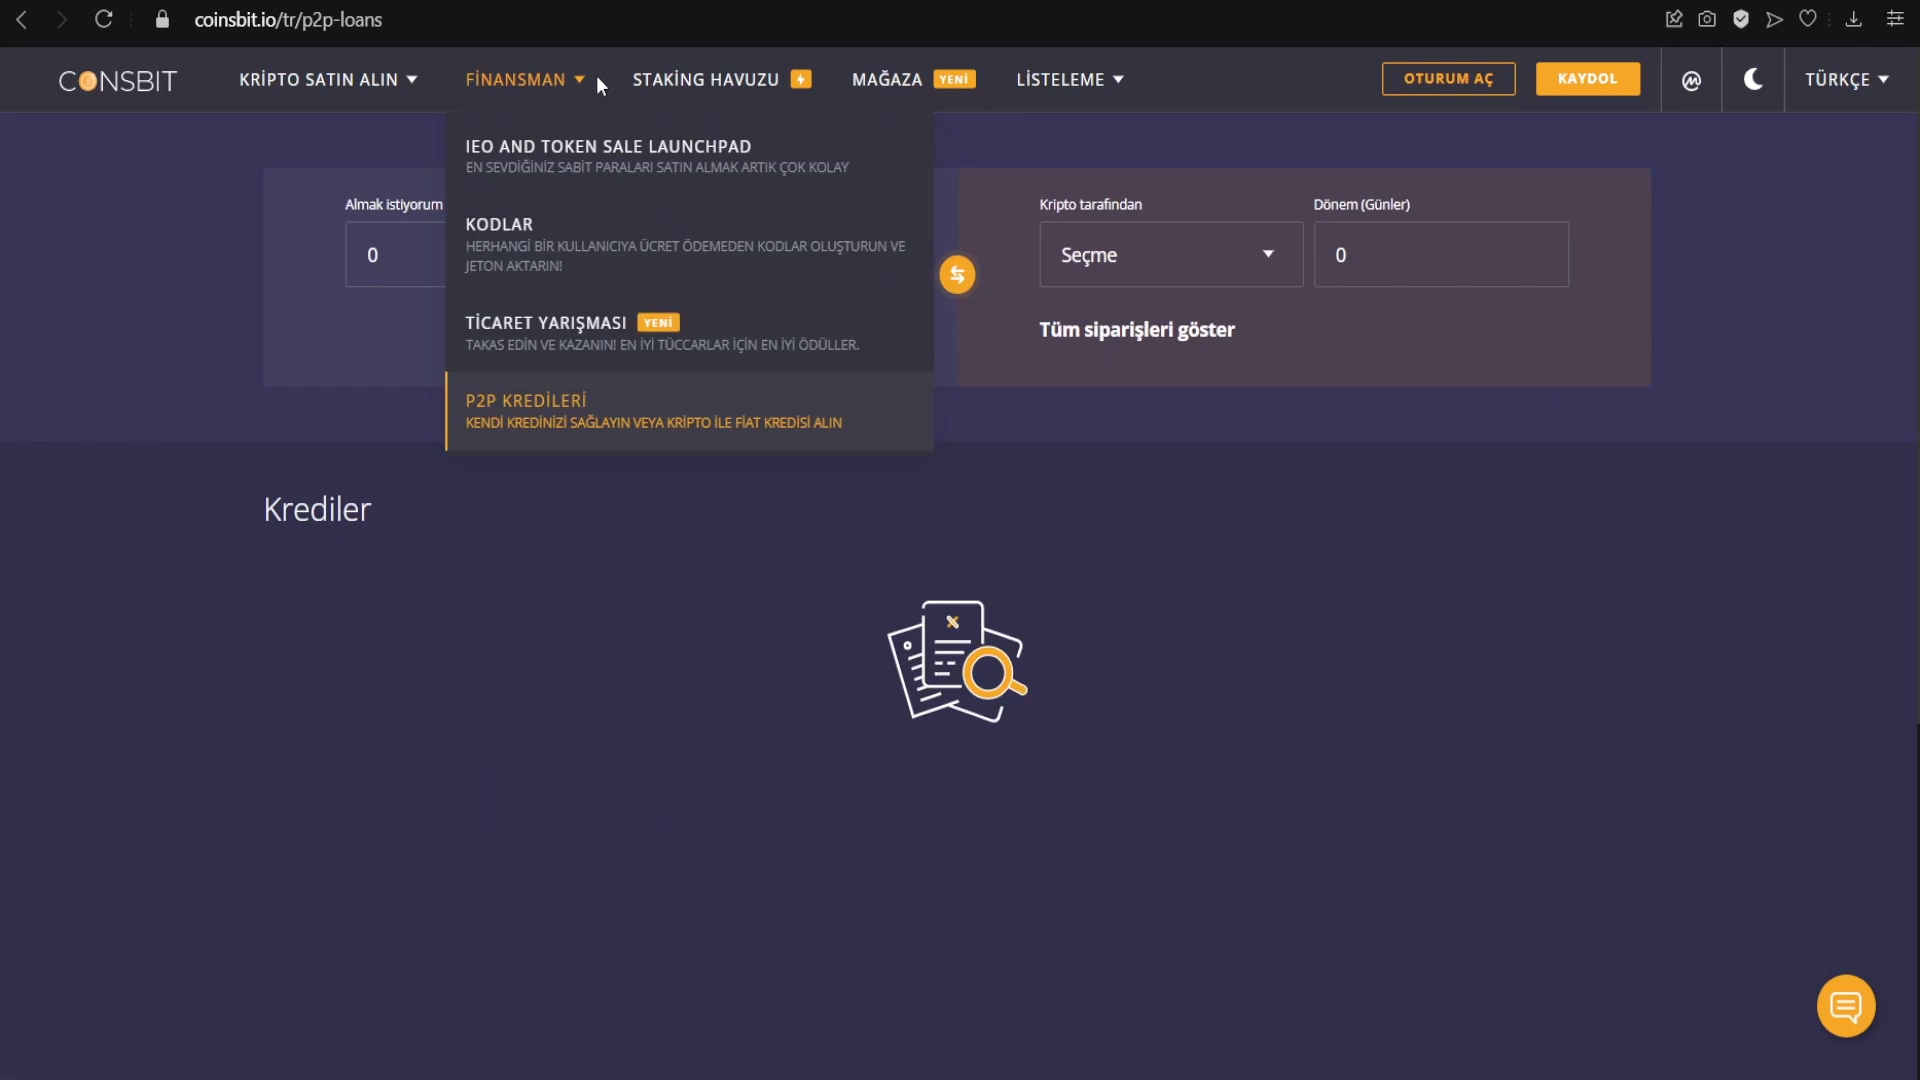 coinsbit.io/tr/p2p-loans
COINSBIT
KRİPTO SATIN ALIN
FİNANSMAN
STAKİNG HAVUZU
MAĞAZA YENİ
LİSTELEME
OTURUM AÇ
KAYDOL
TÜRKÇE
IEO AND TOKEN SALE LAUNCHPAD
EN SEVDİĞİNİZ SABİT PARALARI SATIN ALMAK ARTIK ÇOK KOLAY
KODLAR
HERHANGİ BİR KULLANICIYA ÜCRET ÖDEMEDEN KODLAR OLUŞTURUN VE
JETON AKTARIN!
TİCARET YARIŞMASI YENİ
TAKAS EDİN VE KAZANIN! EN İYİ TÜCCARLAR İÇİN EN İYİ ÖDÜLLER.
P2P KREDİLERİ
KENDİ KREDİNİZİ SAĞLAYIN VEYA KRİPTO İLE FİAT KREDİSİ ALIN
Almak istiyorum
0
Kripto tarafından
Dönem (Günler)
Seçme
0
Tüm siparişleri göster
Krediler